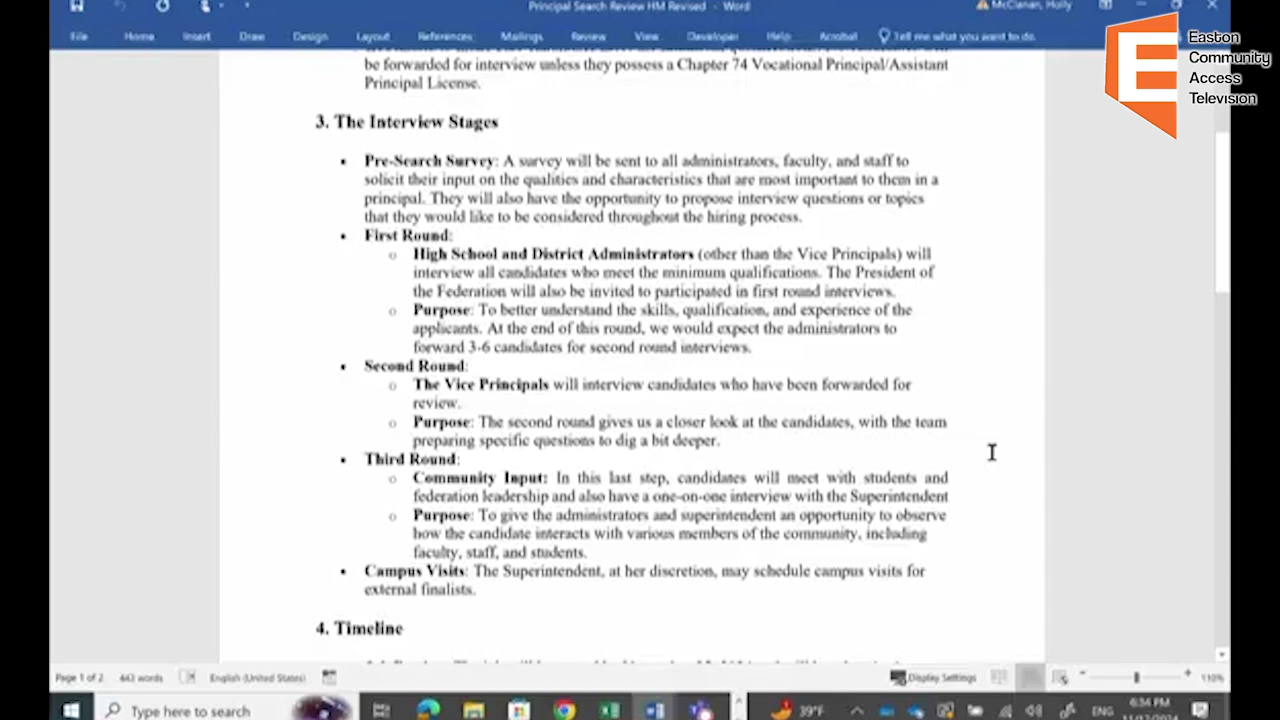 Principal Search Review HM Revised - Word
McClanan, Holly
File Home Insert Draw Design Layout References Mailings Review View Developer Help Acrobat Tell me what you want to do.
Easton
Community
Access
Television
be forwarded for interview unless they possess a Chapter 74 Vocational Principal/Assistant
Principal License.
3. The Interview Stages
• Pre-Search Survey: A survey will be sent to all administrators, faculty, and staff to
solicit their input on the qualities and characteristics that are most important to them in a
principal. They will also have the opportunity to propose interview questions or topics
that they would like to be considered throughout the hiring process.
• First Round:
o High School and District Administrators (other than the Vice Principals) will
interview all candidates who meet the minimum qualifications. The President of
the Federation will also be invited to participated in first round interviews.
o Purpose: To better understand the skills, qualification, and experience of the
applicants. At the end of this round, we would expect the administrators to
forward 3-6 candidates for second round interviews.
• Second Round:
o The Vice Principals will interview candidates who have been forwarded for
review.
o Purpose: The second round gives us a closer look at the candidates, with the team
preparing specific questions to dig a bit deeper.
• Third Round:
o Community Input: In this last step, candidates will meet with students and
federation leadership and also have a one-on-one interview with the Superintendent
o Purpose: To give the administrators and superintendent an opportunity to observe
how the candidate interacts with various members of the community, including
faculty, staff, and students.
• Campus Visits: The Superintendent, at her discretion, may schedule campus visits for
external finalists.
4. Timeline
Page 1 of 2 443 words English (United States) Display Settings 110%
Type here to search 39°F ENG 6:34 PM